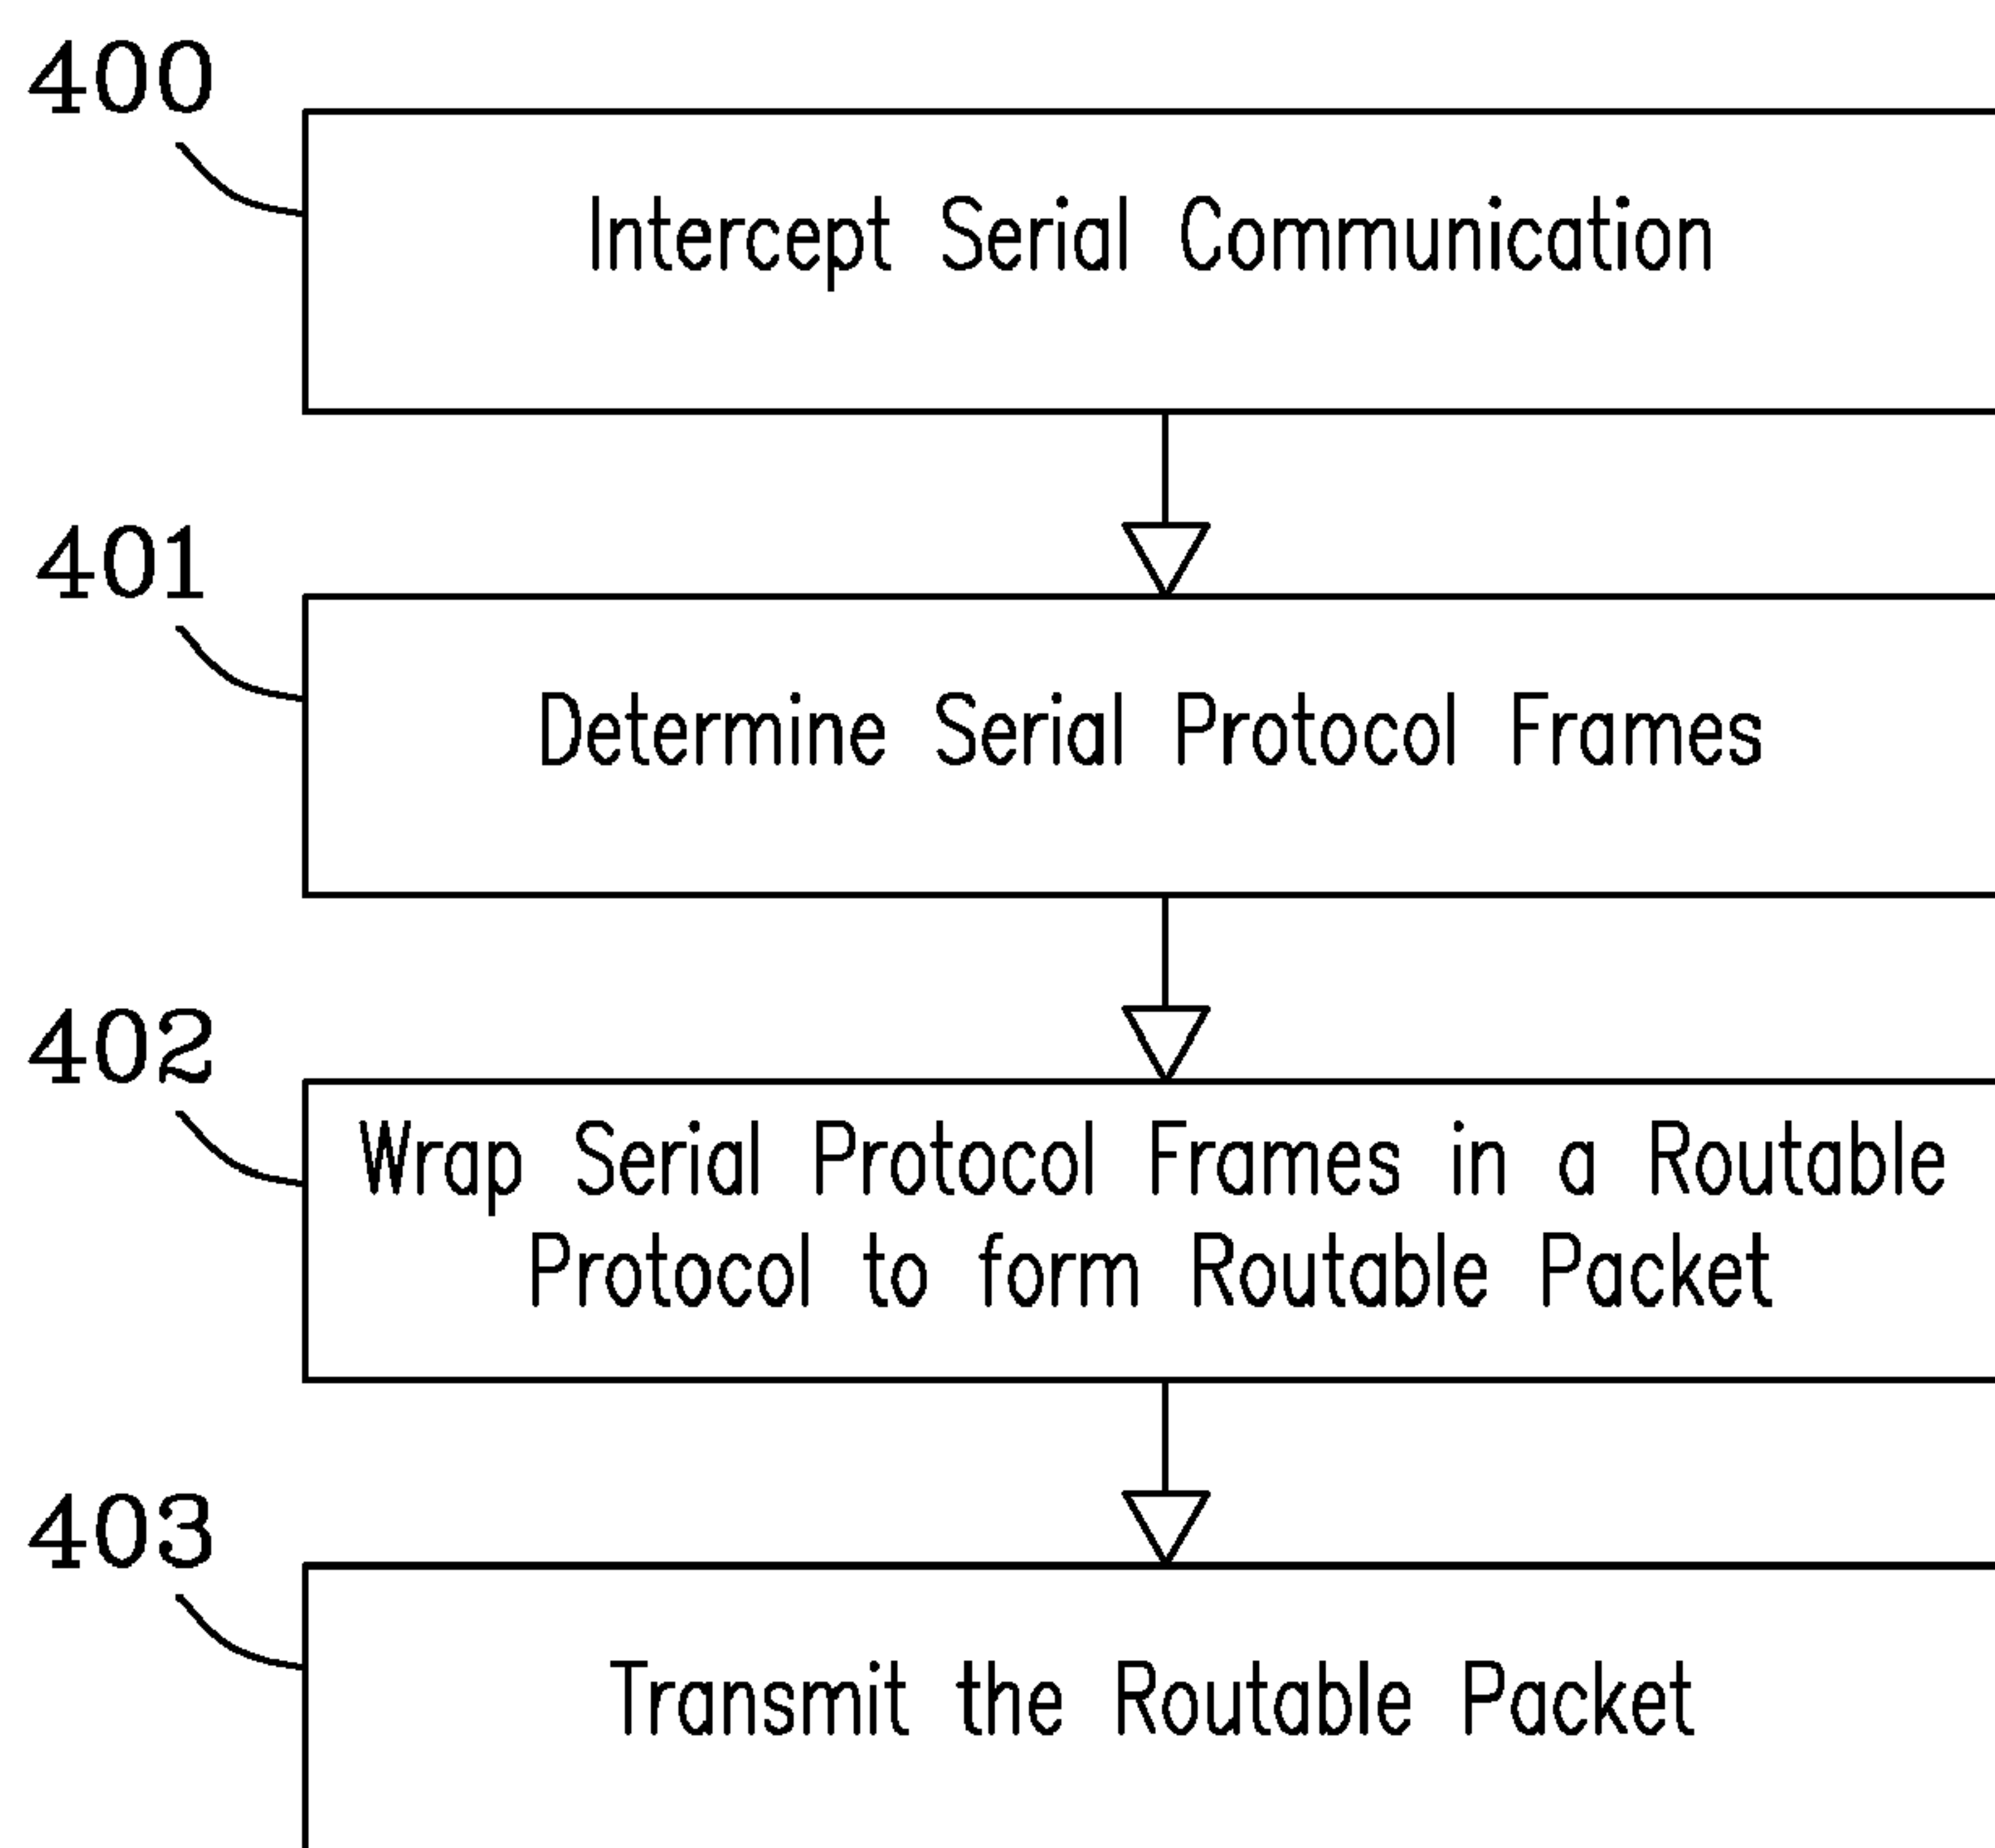 400
Intercept Serial Communication
401
Determine Serial Protocol Frames
402
Wrap Serial Protocol Frames in a Routable
Protocol to form Routable Packet
403
Transmit the Routable Packet